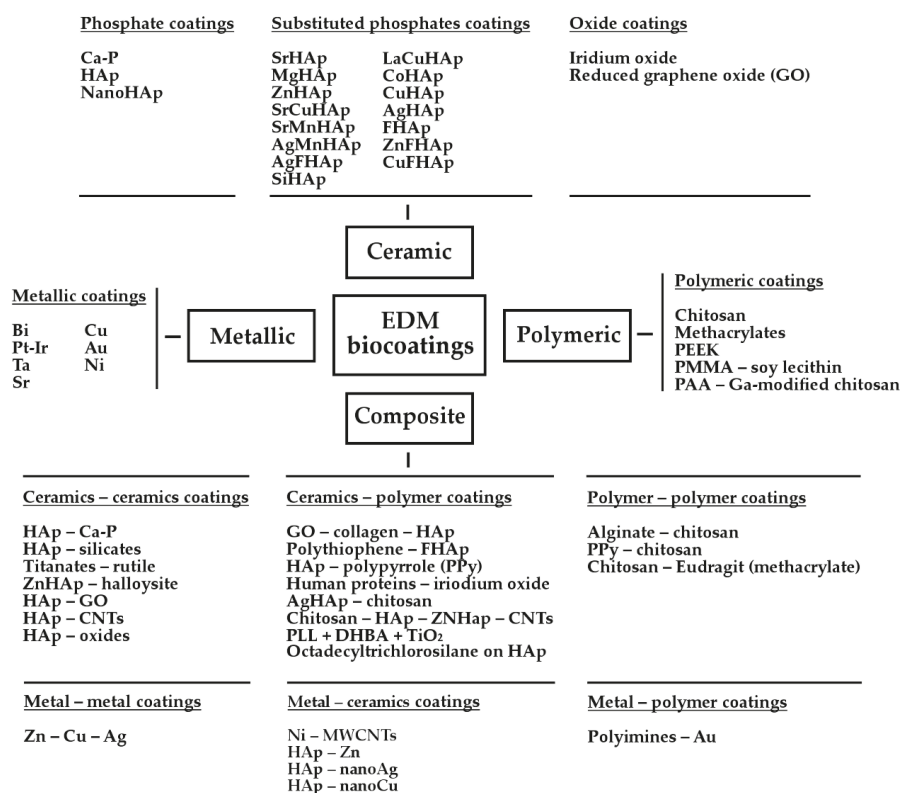 Phosphate coatings
Ca-P
HAp
NanoHAp
Substituted phosphates coatings
SrHAp
MgHAp
ZnHAp
SrCuHAp
SrMnHAp
AgMnHAp
AgFHAp
SiHAp
LaCuHAp
CoHAp
CuHAp
AgHAp
FHAp
ZnFHAp
CuFHAp
Oxide coatings
Iridium oxide
Reduced graphene oxide (GO)
Ceramic
Metallic coatings
Bi
Pt-Ir
Ta
Sr
Cu
Au
Ni
Metallic
EDM
biocoatings
Polymeric
Polymeric coatings
Chitosan
Methacrylates
PEEK
PMMA – soy lecithin
PAA – Ga-modified chitosan
Composite
Ceramics – ceramics coatings
HAp – Ca-P
HAp – silicates
Titanates – rutile
ZnHAp – halloysite
HAp – GO
HAp – CNTs
HAp – oxides
Ceramics – polymer coatings
GO – collagen – HAp
Polythiophene – FHAp
HAp – polypyrrole (PPy)
Human proteins – iriodium oxide
AgHAp – chitosan
Chitosan – HAp – ZNHap – CNTs
PLL + DHBA + TiO₂
Octadecyltrichlorosilane on HAp
Polymer – polymer coatings
Alginate – chitosan
PPy – chitosan
Chitosan – Eudragit (methacrylate)
Metal – metal coatings
Zn – Cu – Ag
Metal – ceramics coatings
Ni – MWCNTs
HAp – Zn
HAp – nanoAg
HAp – nanoCu
Metal – polymer coatings
Polyimines – Au